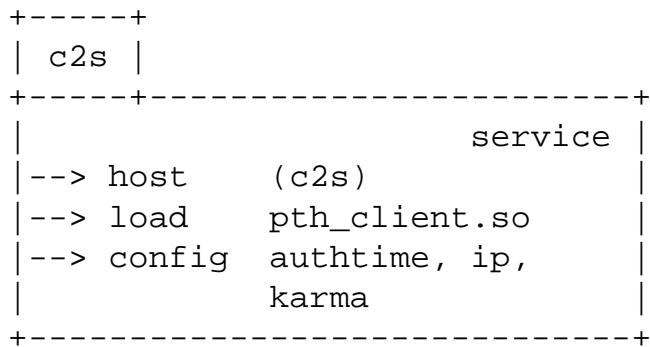 +-----+
| c2s |
+-----+------------------------+
|                      service |
|--> host    (c2s)             |
|--> load    pth_client.so     |
|--> config  authtime, ip,     |
|            karma             |
+------------------------------+